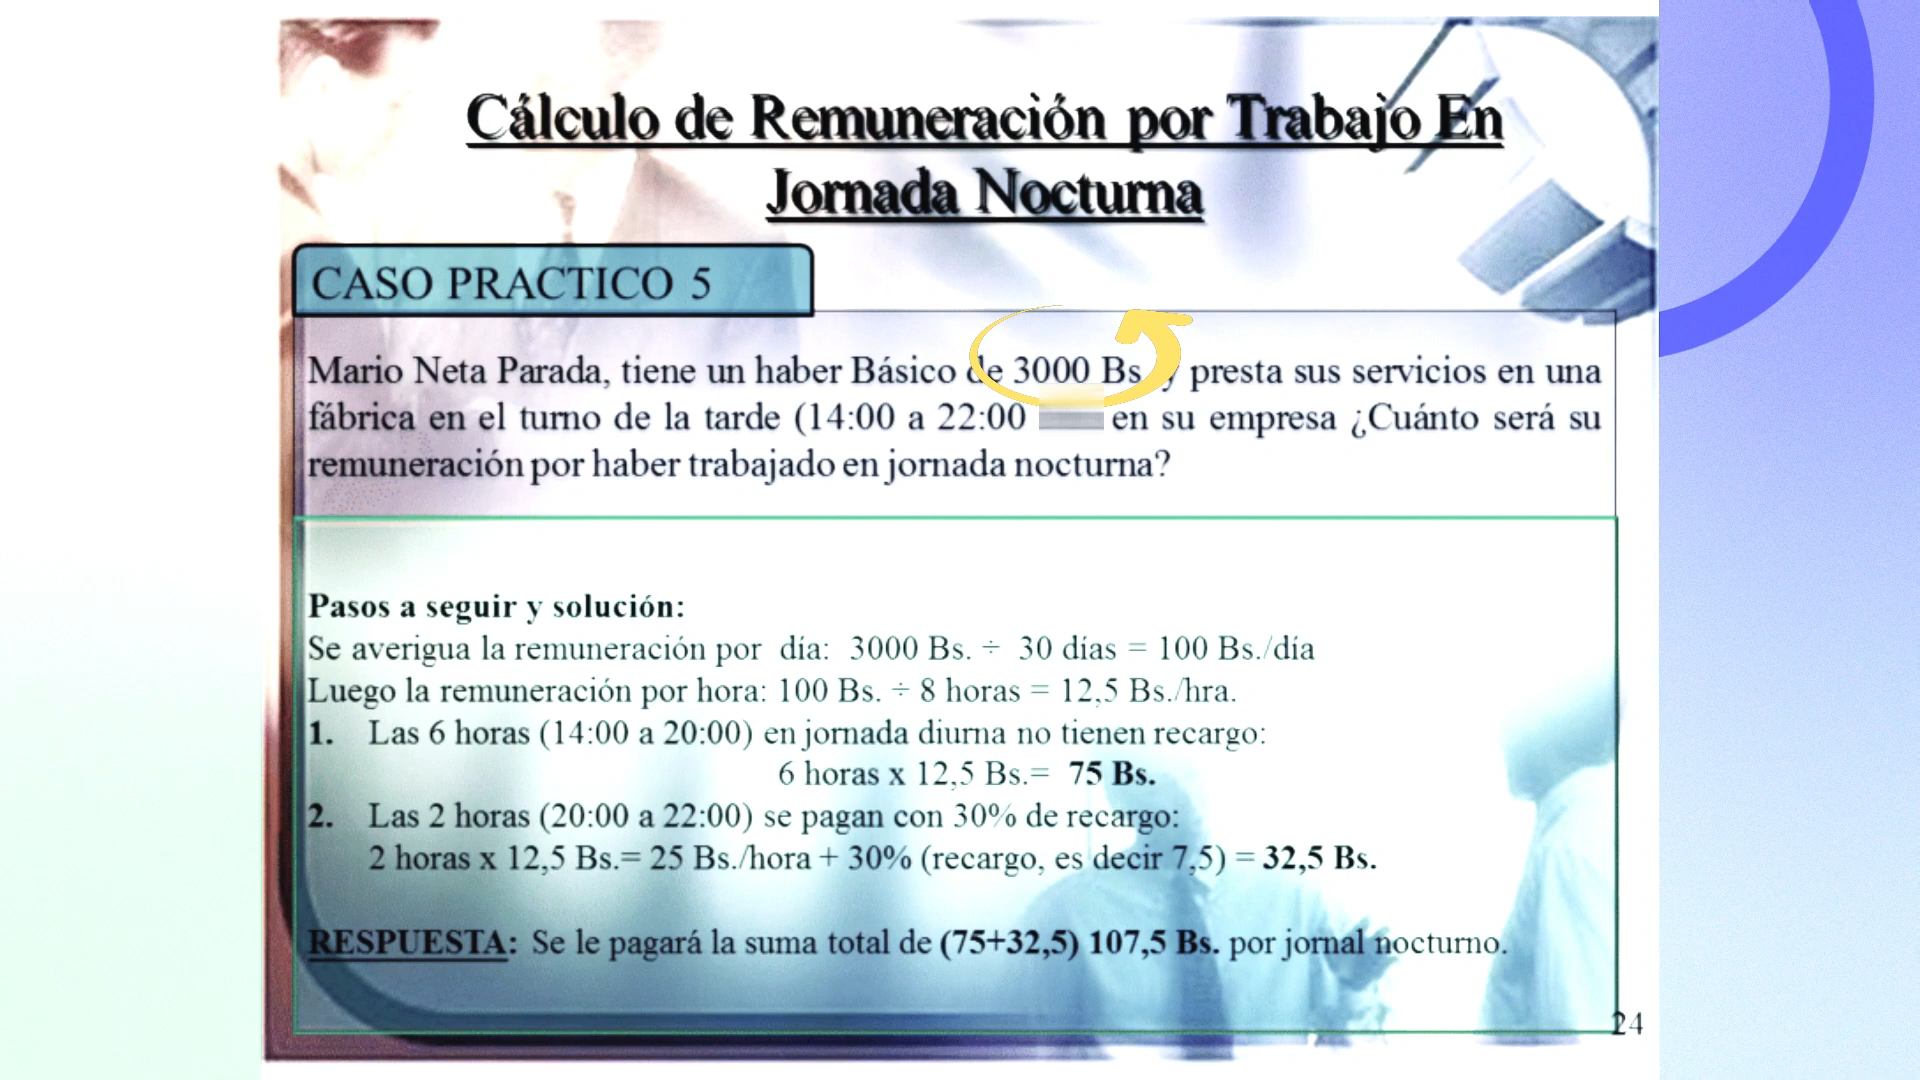 Cálculo de Remuneración por Trabajo En
Jornada Nocturna
CASO PRACTICO 5
Mario Neta Parada, tiene un haber Básico de 3000 Bs y presta sus servicios en una
fábrica en el turno de la tarde (14:00 a 22:00 en su empresa ¿Cuánto será su
remuneración por haber trabajado en jornada nocturna?
Pasos a seguir y solución:
Se averigua la remuneración por día: 3000 Bs. ÷ 30 días = 100 Bs./día
Luego la remuneración por hora: 100 Bs. ÷ 8 horas = 12,5 Bs./hra.
1. Las 6 horas (14:00 a 20:00) en jornada diurna no tienen recargo:
6 horas x 12,5 Bs.= 75 Bs.
2. Las 2 horas (20:00 a 22:00) se pagan con 30% de recargo:
2 horas x 12,5 Bs.= 25 Bs./hora + 30% (recargo, es decir 7,5) = 32,5 Bs.
RESPUESTA: Se le pagará la suma total de (75+32,5) 107,5 Bs. por jornal nocturno.
24